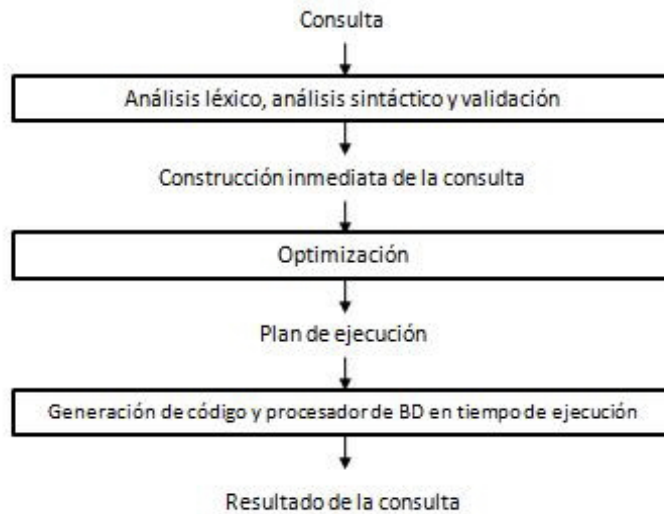 Consulta
Análisis léxico, análisis sintáctico y validación
Construcción inmediata de la consulta
Optimización
Plan de ejecución
Generación de código y procesador de BD en tiempo de ejecución
Resultado de la consulta